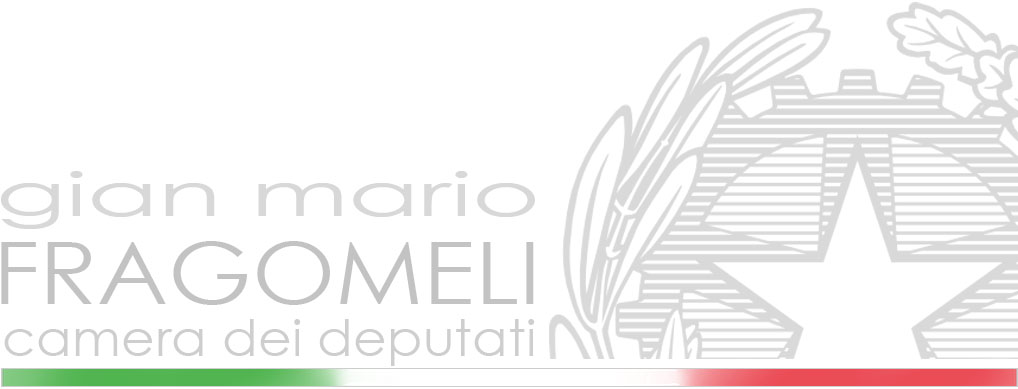 gian mario
FRAGOMELI
camera dei deputati